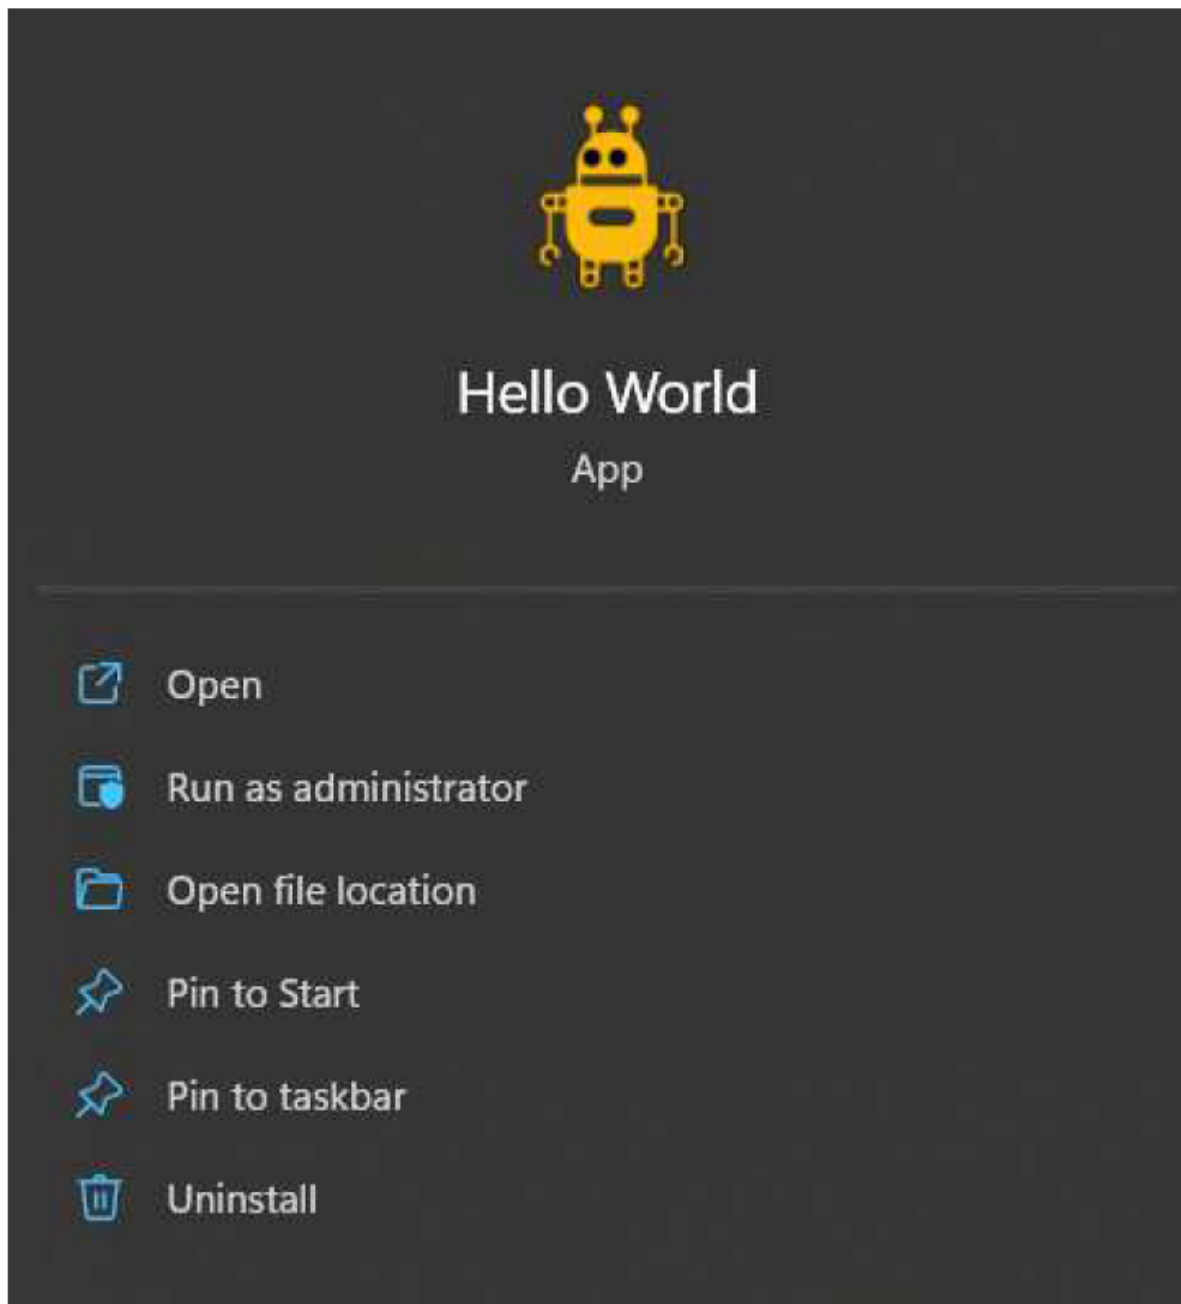 Hello World
App
Open
Run as administrator
Open file location
Pin to Start
Pin to taskbar
Uninstall